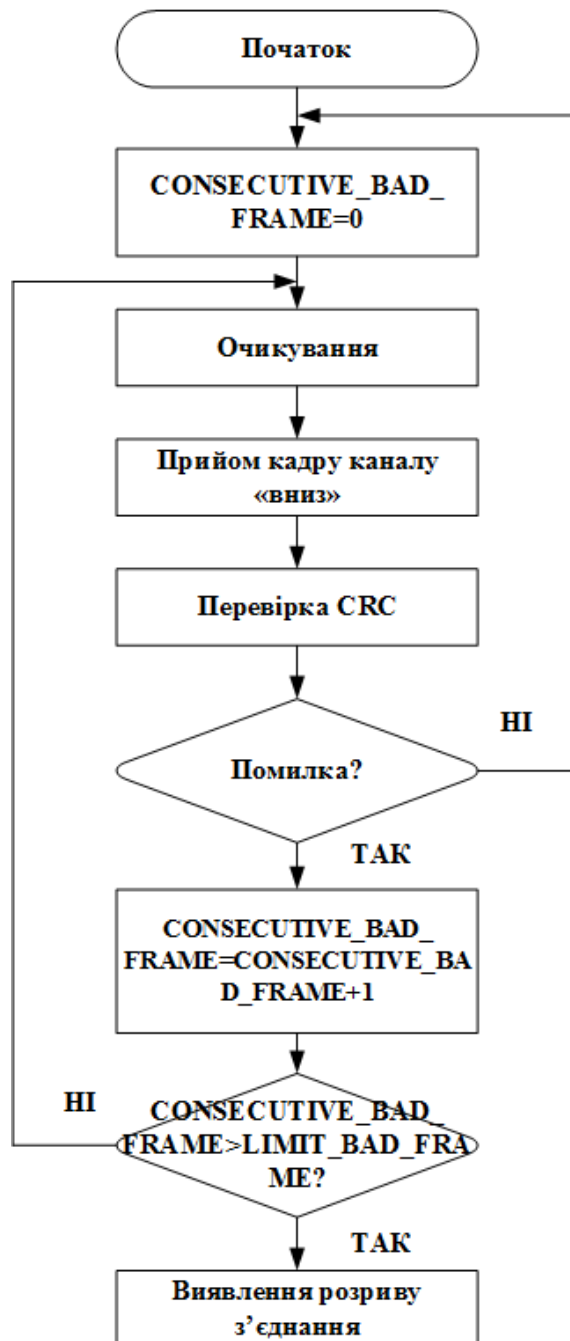 Початок
CONSECUTIVE_BAD_
FRAME=0
Очикування
Прийом кадру каналу
«вниз»
Перевірка CRC
Помилка?
НІ
ТАК
CONSECUTIVE_BAD_
FRAME=CONSECUTIVE_BA
D_FRAME+1
НІ
CONSECUTIVE_BAD_
FRAME>LIMIT_BAD_FRA
ME?
ТАК
Виявлення розриву
з’єднання